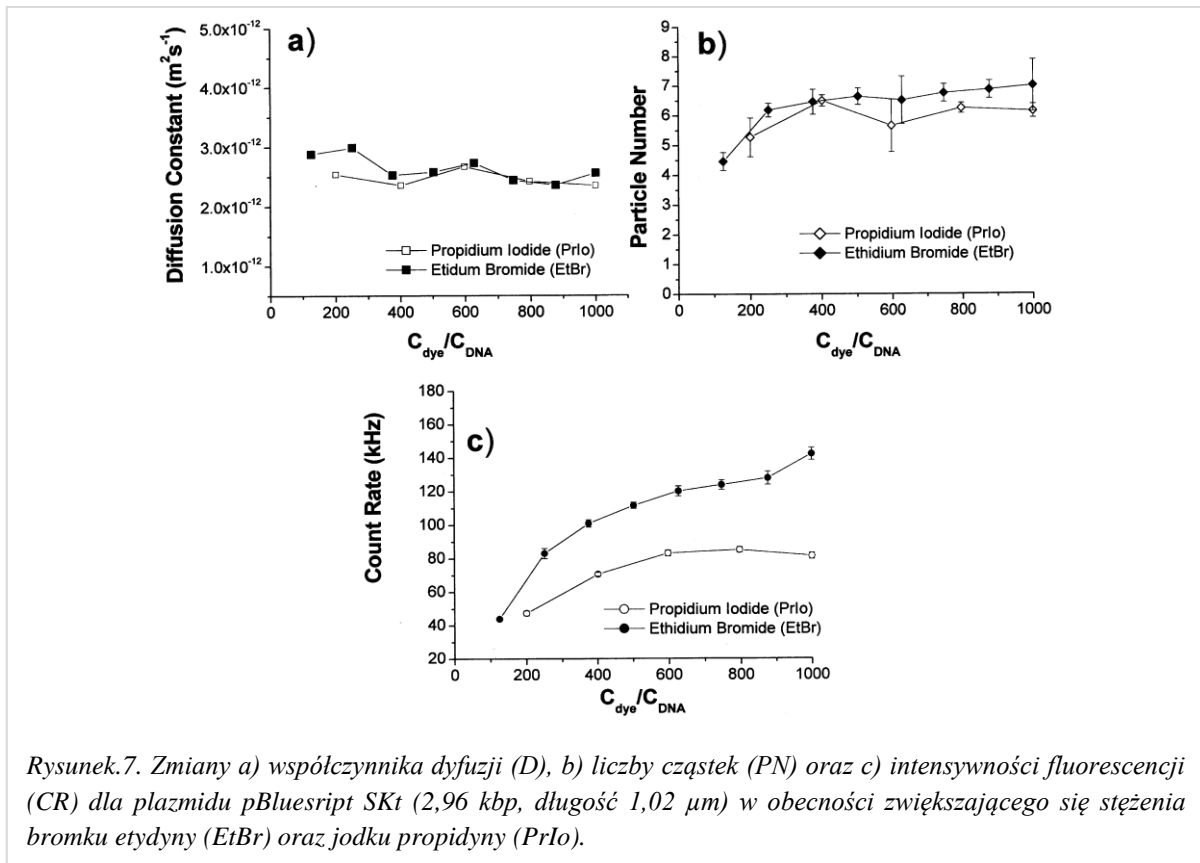 a)
5.0x10⁻¹²
4.0x10⁻¹²
3.0x10⁻¹²
2.0x10⁻¹²
1.0x10⁻¹²
Diffusion Constant (m²s⁻¹)
Propidium Iodide (PrIo)
Etidum Bromide (EtBr)
0 200 400 600 800 1000
C_dye/C_DNA
b)
9
8
7
6
5
4
3
2
1
0
Particle Number
Propidium Iodide (PrIo)
Ethidium Bromide (EtBr)
0 200 400 600 800 1000
C_dye/C_DNA
c)
180
160
140
120
100
80
60
40
20
Count Rate (kHz)
Propidium Iodide (PrIo)
Ethidium Bromide (EtBr)
0 200 400 600 800 1000
C_dye/C_DNA
Rysunek.7. Zmiany a) współczynnika dyfuzji (D), b) liczby cząstek (PN) oraz c) intensywności fluorescencji
(CR) dla plazmidu pBluesript SKt (2,96 kbp, długość 1,02 µm) w obecności zwiększającego się stężenia
bromku etydyny (EtBr) oraz jodku propidyny (PrIo).